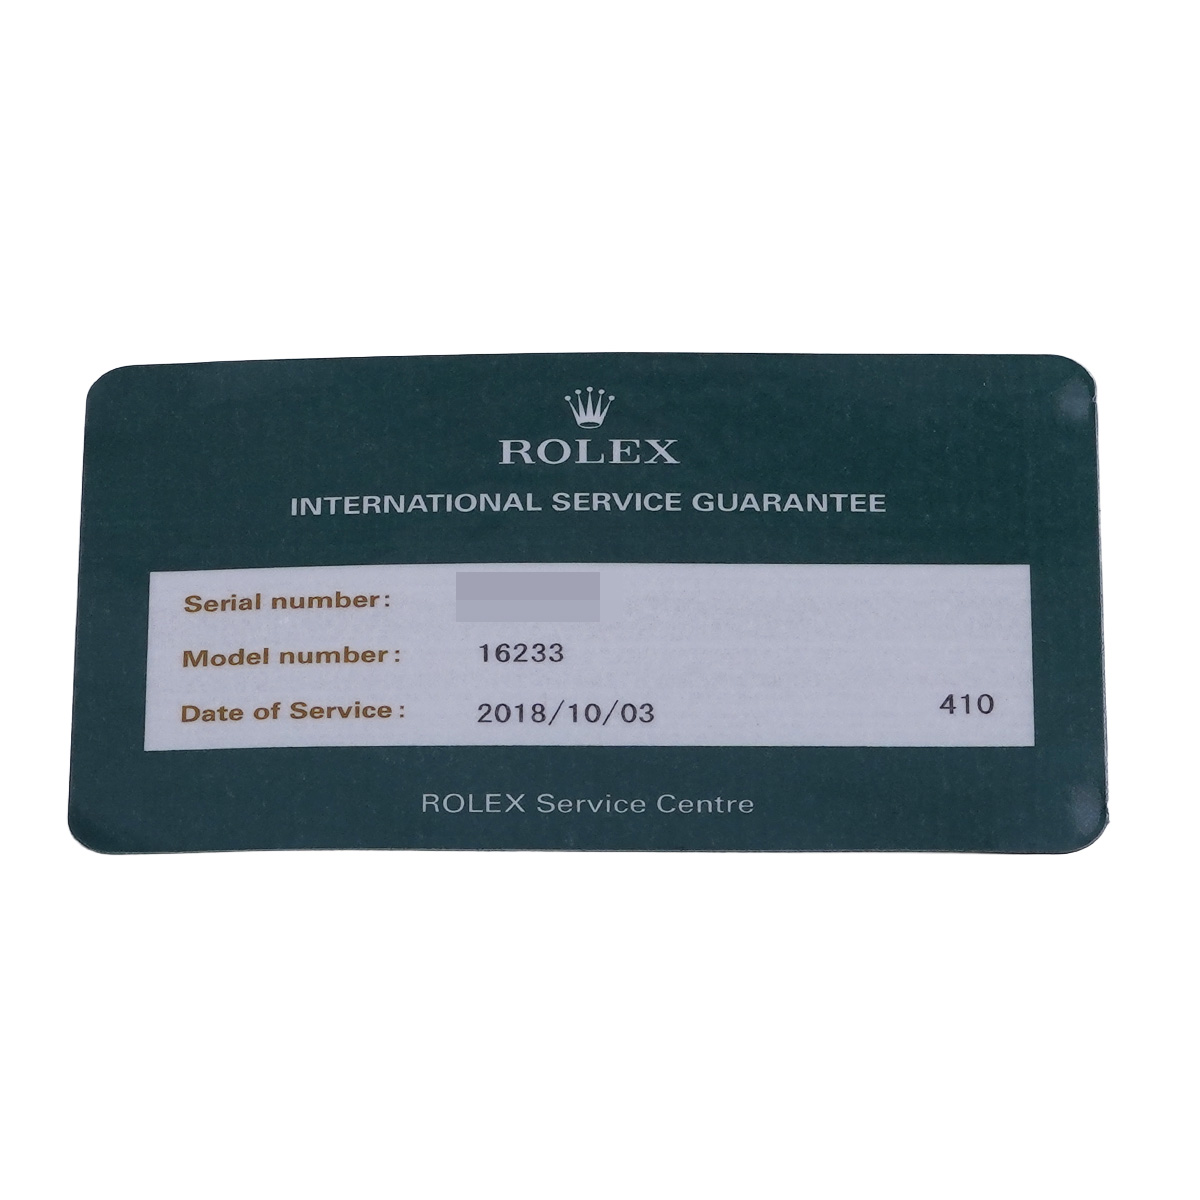 ROLEX
INTERNATIONAL SERVICE GUARANTEE
Serial number:
Model number: 16233
Date of Service: 2018/10/03 410
ROLEX Service Centre